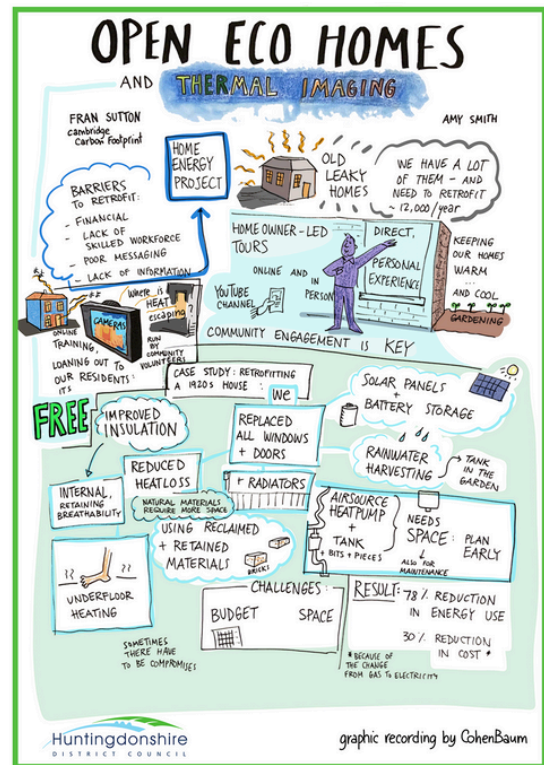 OPEN ECO HOMES
AND THERMAL IMAGING
FRAN SUTTON
cambridge
Carbon Footprint
AMY SMITH
HOME
ENERGY
PROJECT
OLD
LEAKY
HOMES
WE HAVE A LOT
OF THEM - AND
NEED TO RETROFIT
~ 12,000/year
BARRIERS
TO RETROFIT:
- FINANCIAL
- LACK OF
SKILLED WORKFORCE
- POOR MESSAGING
- LACK OF INFORMATION
HOME OWNER-LED
TOURS
ONLINE AND IN
PERSON
YOUTUBE
CHANNEL
DIRECT,
PERSONAL
EXPERIENCE
KEEPING
OUR HOMES
WARM
...
AND COOL
GARDENING
COMMUNITY ENGAGEMENT IS KEY
Where is
HEAT
escaping?
CAMERAS
RUN
BY
COMMUNITY
VOLUNTEERS
ONLINE
TRAINING,
LOANING OUT TO
OUR RESIDENTS:
IT'S
FREE
CASE STUDY: RETROFITTING
A 1920s HOUSE :
We
IMPROVED
INSULATION
REPLACED
ALL WINDOWS
+ DOORS
SOLAR PANELS
+
BATTERY STORAGE
RAINWATER
HARVESTING
→ TANK
IN THE
GARDEN
REDUCED
HEATLOSS
+ RADIATORS
INTERNAL,
RETAINING
BREATHABILITY
NATURAL MATERIALS
REQUIRE MORE SPACE
USING RECLAIMED
+ RETAINED
MATERIALS
BRICKS
AIRSOURCE
HEATPUMP
+
TANK
+ BITS + PIECES
NEEDS
SPACE: PLAN
EARLY
ALSO FOR
MAINTENANCE
UNDERFLOOR
HEATING
CHALLENGES:
BUDGET SPACE
RESULT: 78% REDUCTION
IN ENERGY USE
30% REDUCTION
IN COST *
SOMETIMES
THERE HAVE
TO BE COMPROMISES
* BECAUSE OF
THE CHANGE
FROM GAS TO ELECTRICITY
Huntingdonshire
DISTRICT COUNCIL
graphic recording by CohenBaum